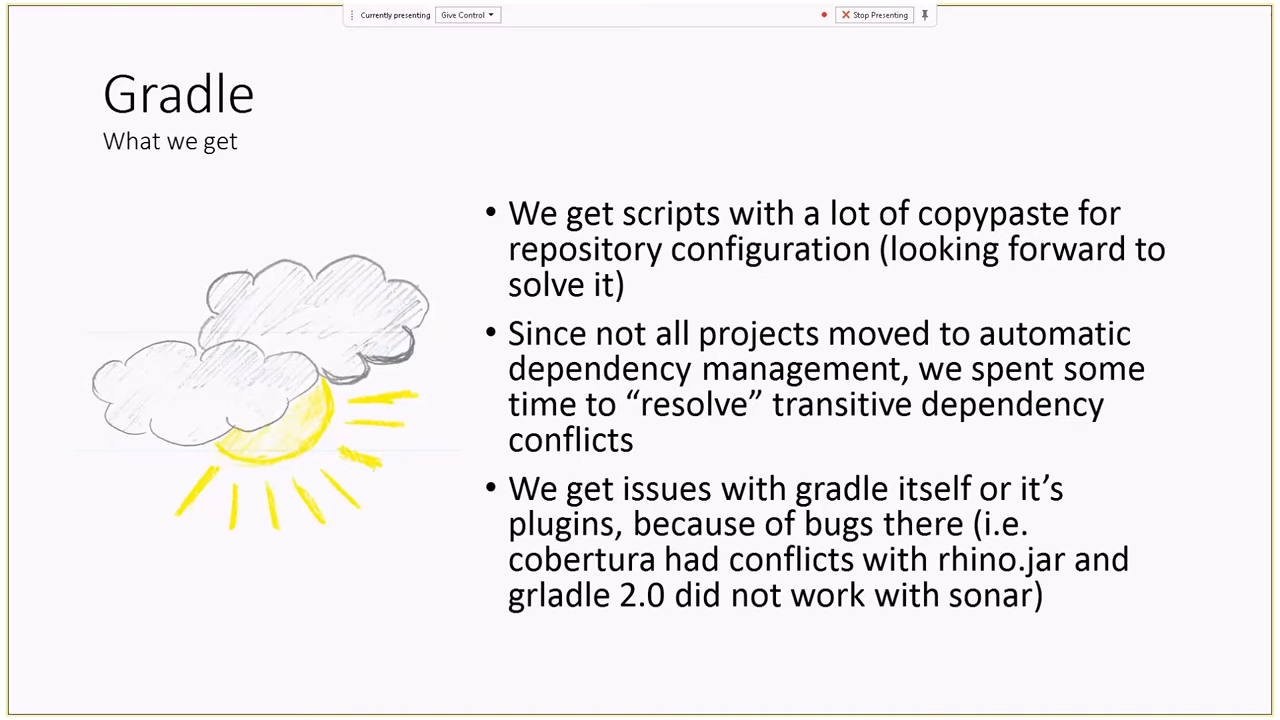 Currently presenting Give Control Stop Presenting
Gradle
What we get
• We get scripts with a lot of copypaste for
repository configuration (looking forward to
solve it)
• Since not all projects moved to automatic
dependency management, we spent some
time to “resolve” transitive dependency
conflicts
• We get issues with gradle itself or it’s
plugins, because of bugs there (i.e.
cobertura had conflicts with rhino.jar and
grladle 2.0 did not work with sonar)